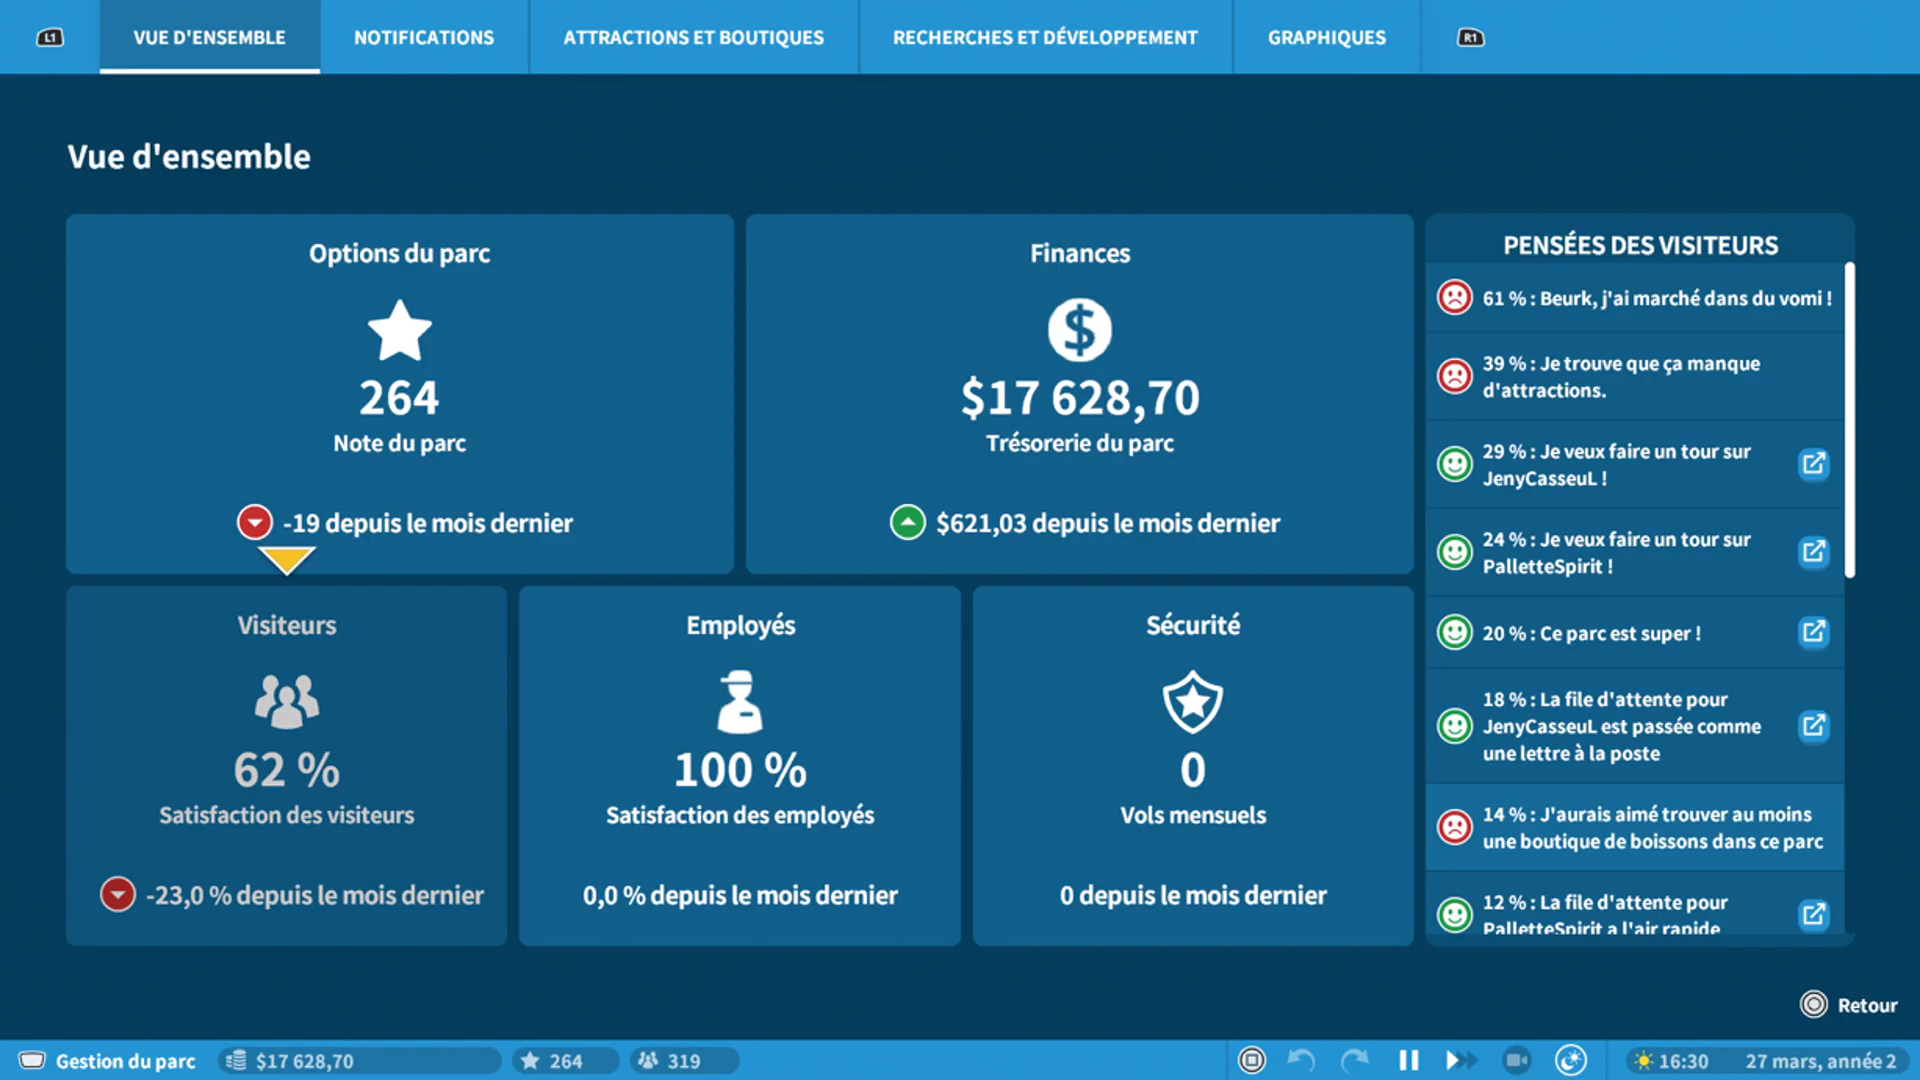 L1
VUE D'ENSEMBLE
NOTIFICATIONS
ATTRACTIONS ET BOUTIQUES
RECHERCHES ET DÉVELOPPEMENT
GRAPHIQUES
R1
Vue d'ensemble
Options du parc
264
Note du parc
-19 depuis le mois dernier
Finances
$
$17 628,70
Trésorerie du parc
$621,03 depuis le mois dernier
Visiteurs
62 %
Satisfaction des visiteurs
-23,0 % depuis le mois dernier
Employés
100 %
Satisfaction des employés
0,0 % depuis le mois dernier
Sécurité
0
Vols mensuels
0 depuis le mois dernier
PENSÉES DES VISITEURS
61 % : Beurk, j'ai marché dans du vomi !
39 % : Je trouve que ça manque
d'attractions.
29 % : Je veux faire un tour sur
JenyCasseuL !
24 % : Je veux faire un tour sur
PalletteSpirit !
20 % : Ce parc est super !
18 % : La file d'attente pour
JenyCasseuL est passée comme
une lettre à la poste
14 % : J'aurais aimé trouver au moins
une boutique de boissons dans ce parc
12 % : La file d'attente pour
PalletteSpirit a l'air rapide
Retour
Gestion du parc
$17 628,70
264
319
16:30
27 mars, année 2